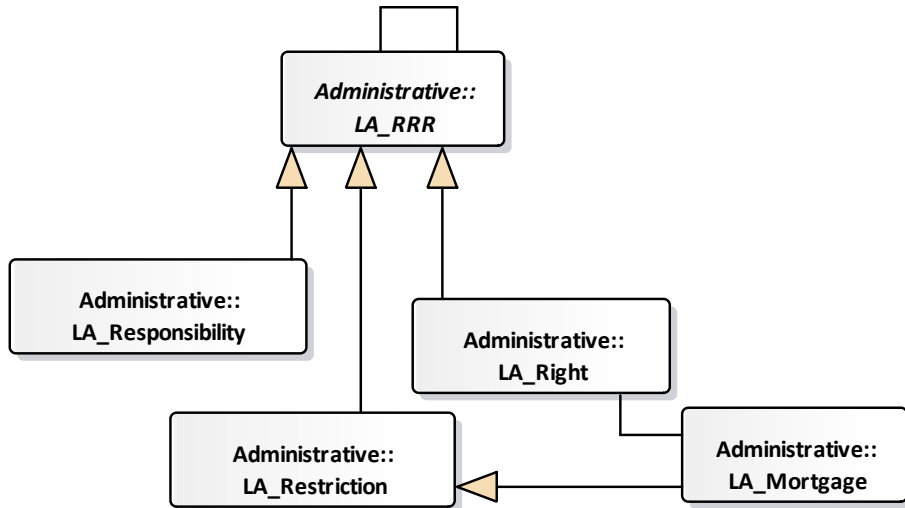 Administrative::
LA_RRR
Administrative::
LA_Responsibility
Administrative::
LA_Right
Administrative::
LA_Restriction
Administrative::
LA_Mortgage